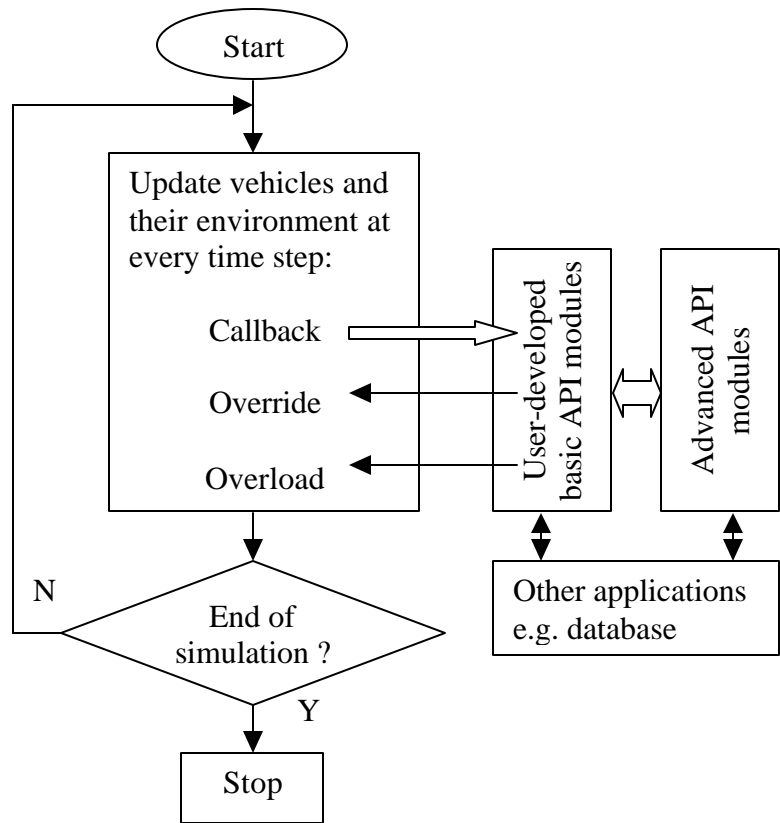 Start
Update vehicles and
their environment at
every time step:
Callback
Override
Overload
User-developed
basic API modules
Advanced API
modules
Other applications
e.g. database
N
End of
simulation ?
Y
Stop